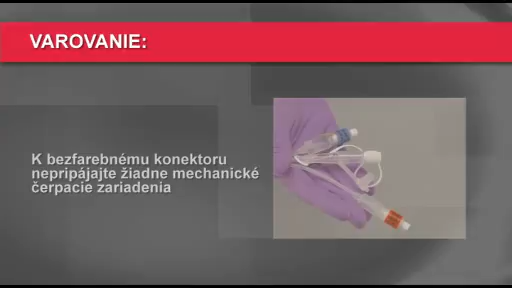 VAROVANIE:
K bezfarebnému konektoru
nepripájajte žiadne mechanické
čerpacie zariadenia